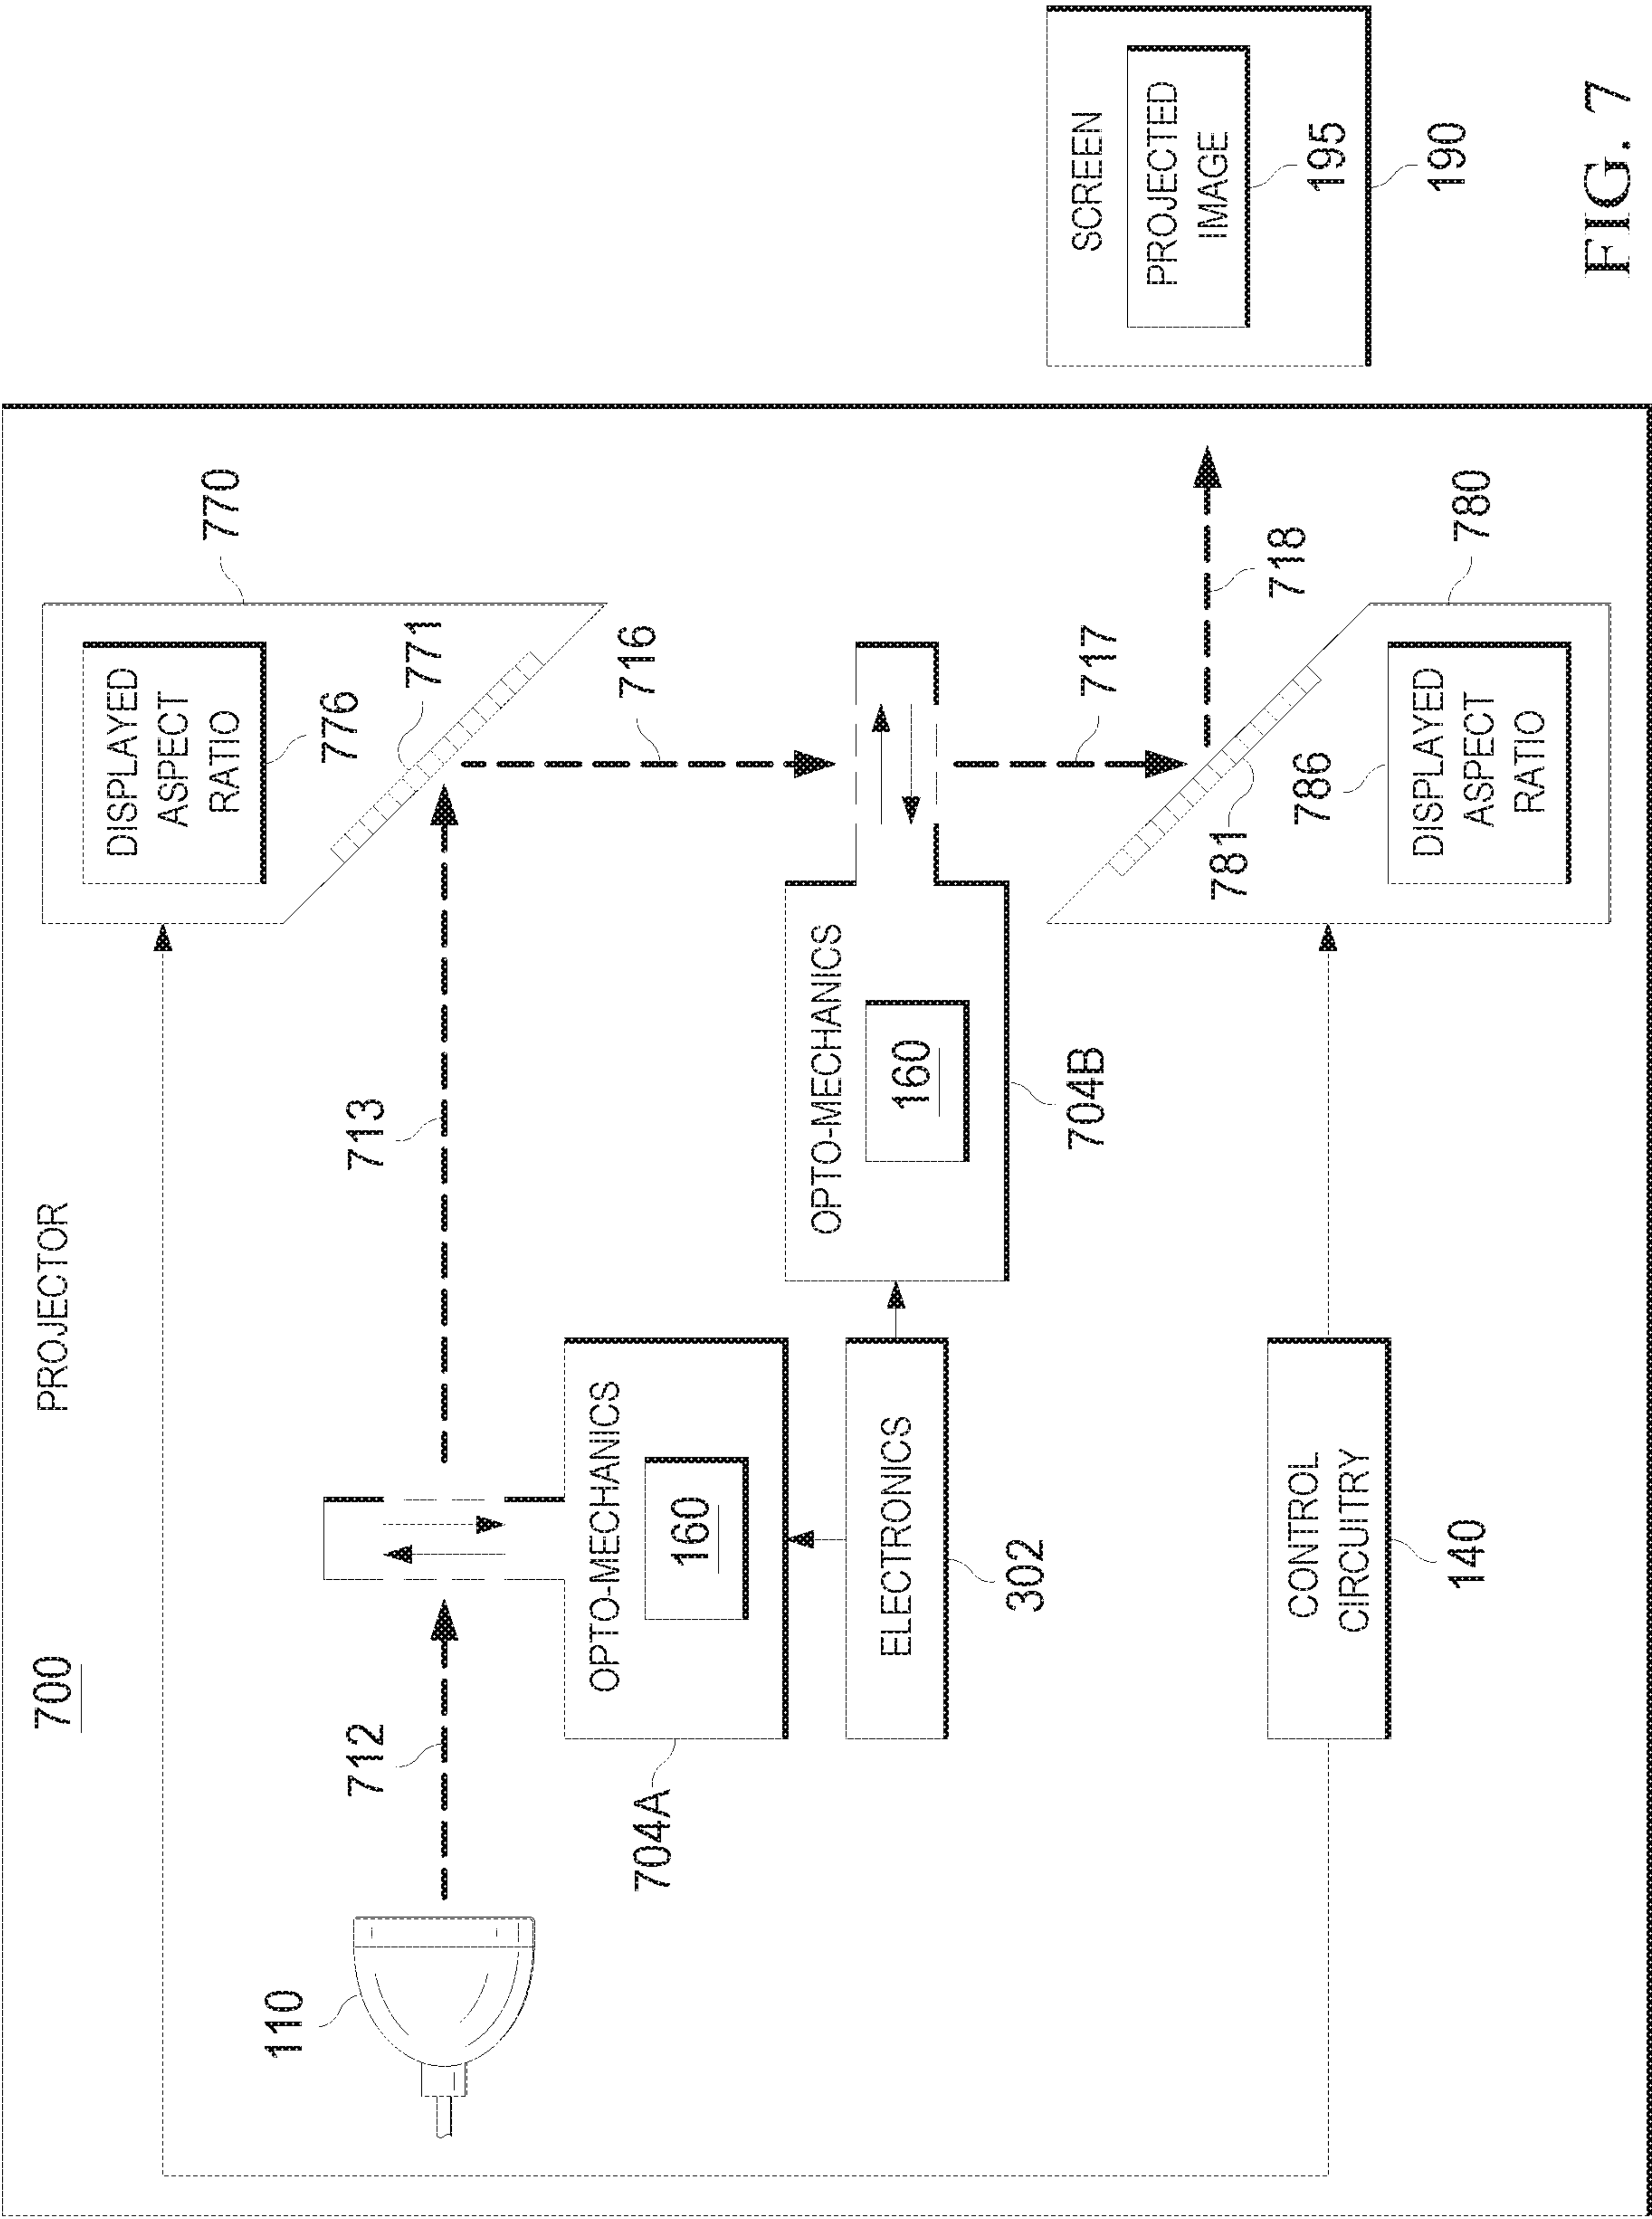 700
PROJECTOR
110
712
713
770
DISPLAYED
ASPECT
RATIO
776
771
716
704A
OPTO-MECHANICS
160
OPTO-MECHANICS
160
704B
717
718
ELECTRONICS
302
781
786
DISPLAYED
ASPECT
RATIO
780
CONTROL
CIRCUITRY
140
SCREEN
PROJECTED
IMAGE
195
190
FIG. 7